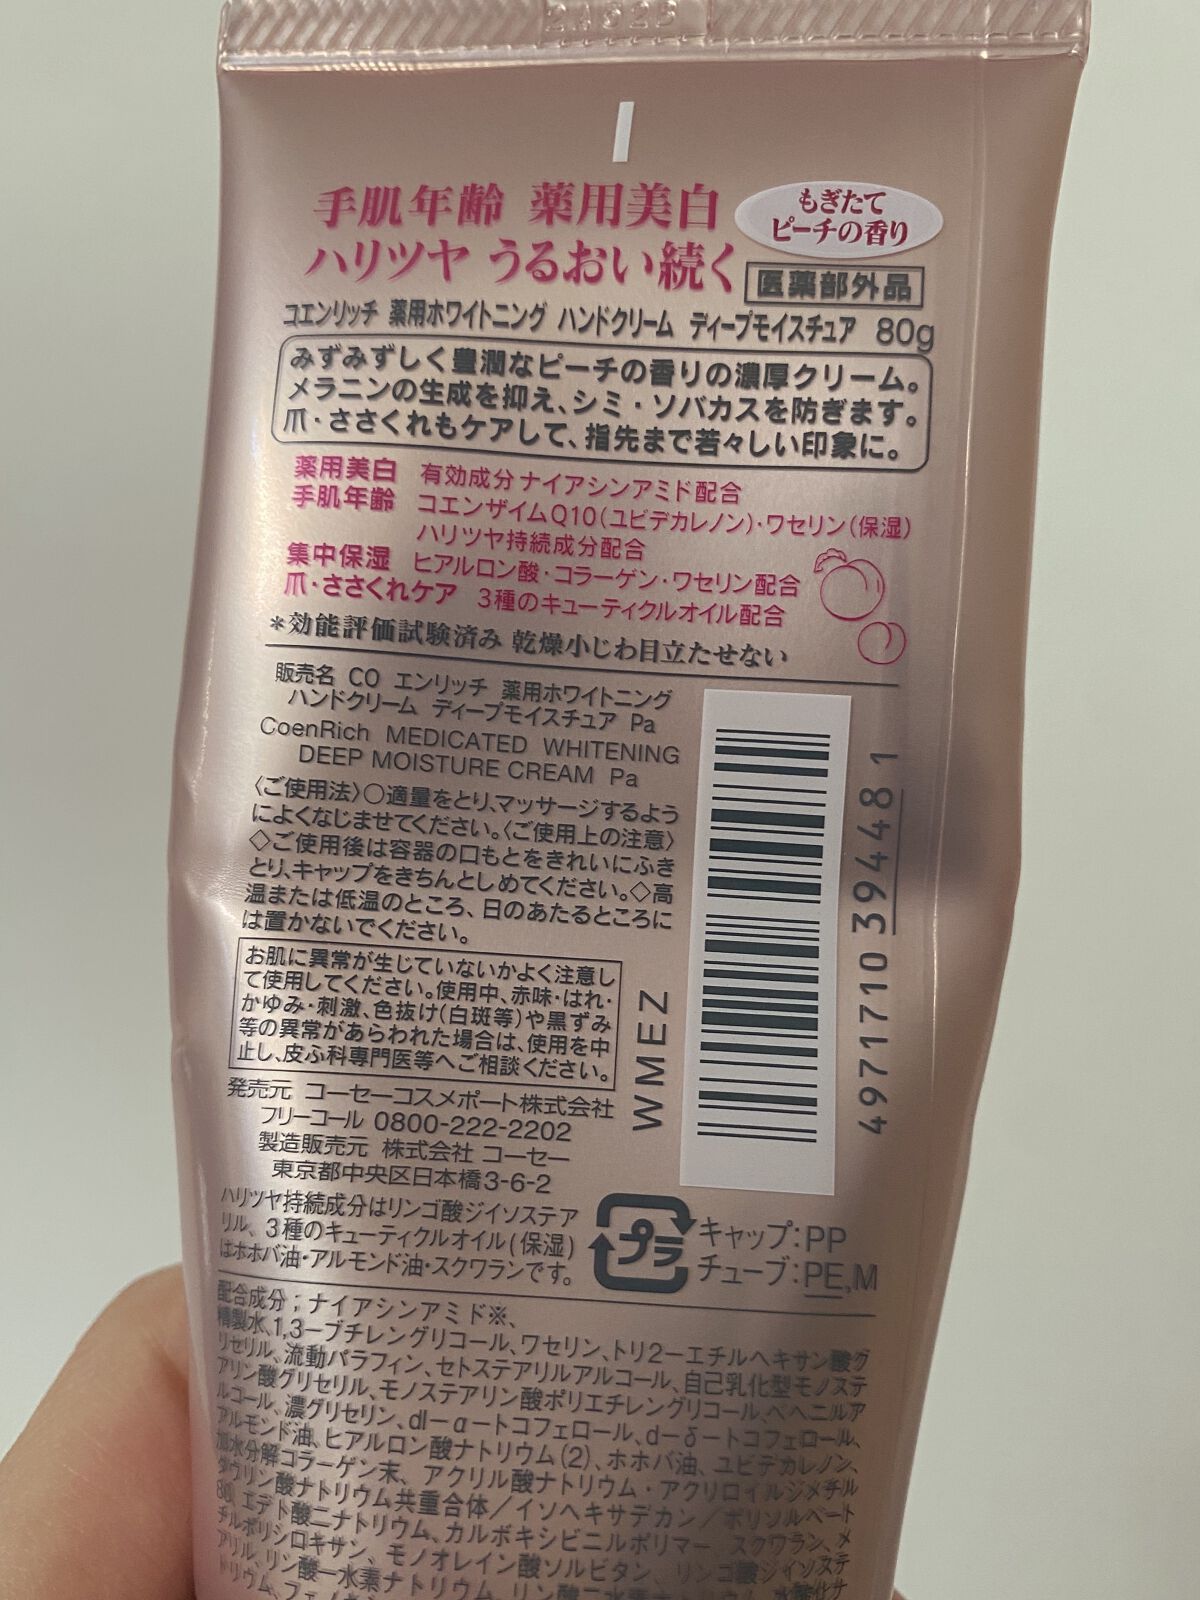 手肌年齢 薬用美白
ハリツヤ うるおい続く
もぎたて
ピーチの香り
医薬部外品
コエンリッチ 薬用ホワイトニング ハンドクリーム ディープモイスチュア 80g
みずみずしく豊潤なピーチの香りの濃厚クリーム。
メラニンの生成を抑え、シミ・ソバカスを防ぎます。
爪・ささくれもケアして、指先まで若々しい印象に。
薬用美白 有効成分ナイアシンアミド配合
手肌年齢 コエンザイムQ10(ユビデカレノン)・ワセリン(保湿)
ハリツヤ持続成分配合
集中保湿 ヒアルロン酸・コラーゲン・ワセリン配合
爪・ささくれケア 3種のキューティクルオイル配合
*効能評価試験済み 乾燥小じわ目立たせない
販売名 CO エンリッチ 薬用ホワイトニング
ハンドクリーム ディープモイスチュア Pa
CoenRich MEDICATED WHITENING
DEEP MOISTURE CREAM Pa
〈ご使用法〉○適量をとり、マッサージするよう
によくなじませてください。〈ご使用上の注意〉
◇ご使用後は容器の口もとをきれいにふき
とり、キャップをきちんとしめてください。◇高
温または低温のところ、日のあたるところに
は置かないでください。
お肌に異常が生じていないかよく注意し
て使用してください。使用中、赤味・はれ・
かゆみ・刺激、色抜け(白斑等)や黒ずみ
等の異常があらわれた場合は、使用を中
止し、皮ふ科専門医等へご相談ください。
WMEZ
4971710394481
発売元 コーセーコスメポート株式会社
フリーコール 0800-222-2202
製造販売元 株式会社 コーセー
東京都中央区日本橋3-6-2
ハリツヤ持続成分はリンゴ酸ジイソステア
リル、3種のキューティクルオイル(保湿)
はホホバ油・アルモンド油・スクワランです。
プラ
キャップ:PP
チューブ:PE,M
配合成分;ナイアシンアミド※、
精製水、1,3-ブチレングリコール、ワセリン、トリ2-エチルヘキサン酸グ
リセリル、流動パラフィン、セトステアリルアルコール、自己乳化型モノステ
アリン酸グリセリル、モノステアリン酸ポリエチレングリコール、ベヘニルア
ルコール、濃グリセリン、dl-α-トコフェロール、d-δ-トコフェロール、
アルモンド油、ヒアルロン酸ナトリウム(2)、ホホバ油、ユビデカレノン、
加水分解コラーゲン末、アクリル酸ナトリウム・アクリロイルジメチル
タウリン酸ナトリウム共重合体/イソヘキサデカン/ポリソルベート
80、エデト酸二ナトリウム、カルボキシビニルポリマー、スクワラン、メ
チルポリシロキサン、モノオレイン酸ソルビタン、リンゴ酸ジイソステ
アリル、リン酸一水素ナトリウム、リン酸二水素